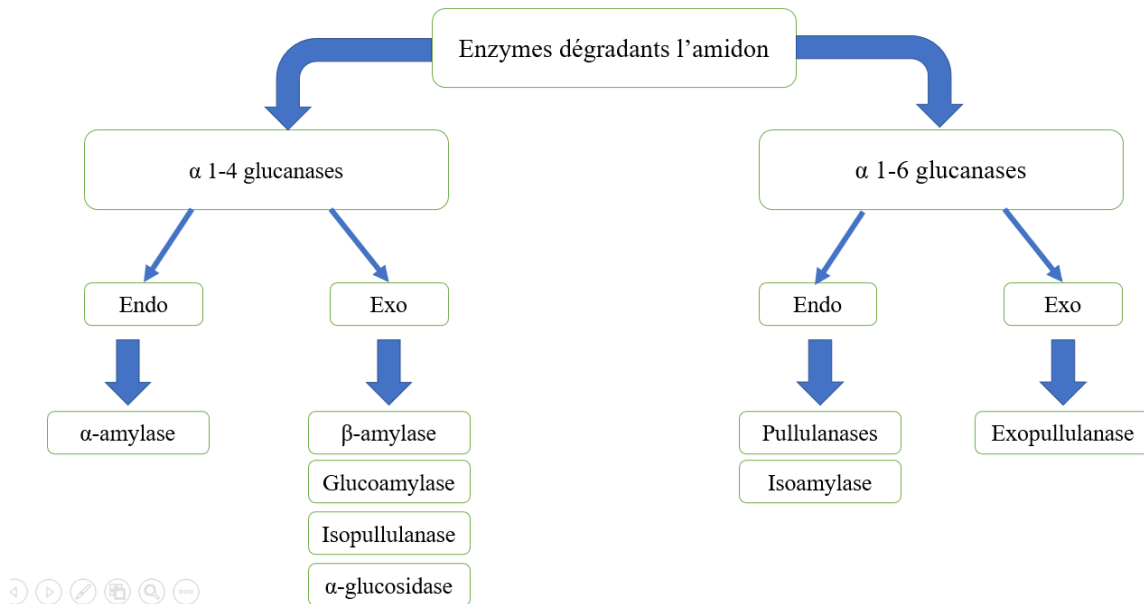 Enzymes dégradants l’amidon
α 1-4 glucanases
α 1-6 glucanases
Endo
Exo
Endo
Exo
α-amylase
β-amylase
Pullulanases
Exopullulanase
Glucoamylase
Isoamylase
Isopullulanase
α-glucosidase